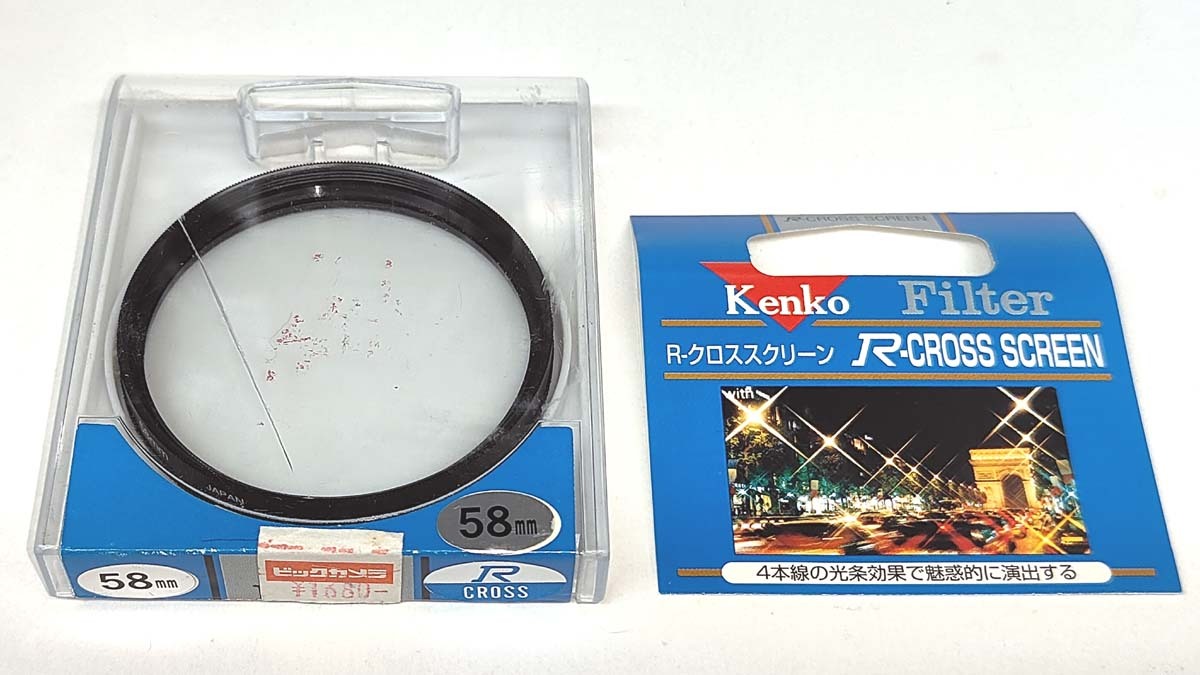 JAPAN
58mm
58mm
ビックカメラ
¥1680-
R
CROSS
R-CROSS SCREEN
Kenko Filter
R-クロススクリーン R-CROSS SCREEN
with
4本線の光条効果で魅惑的に演出する